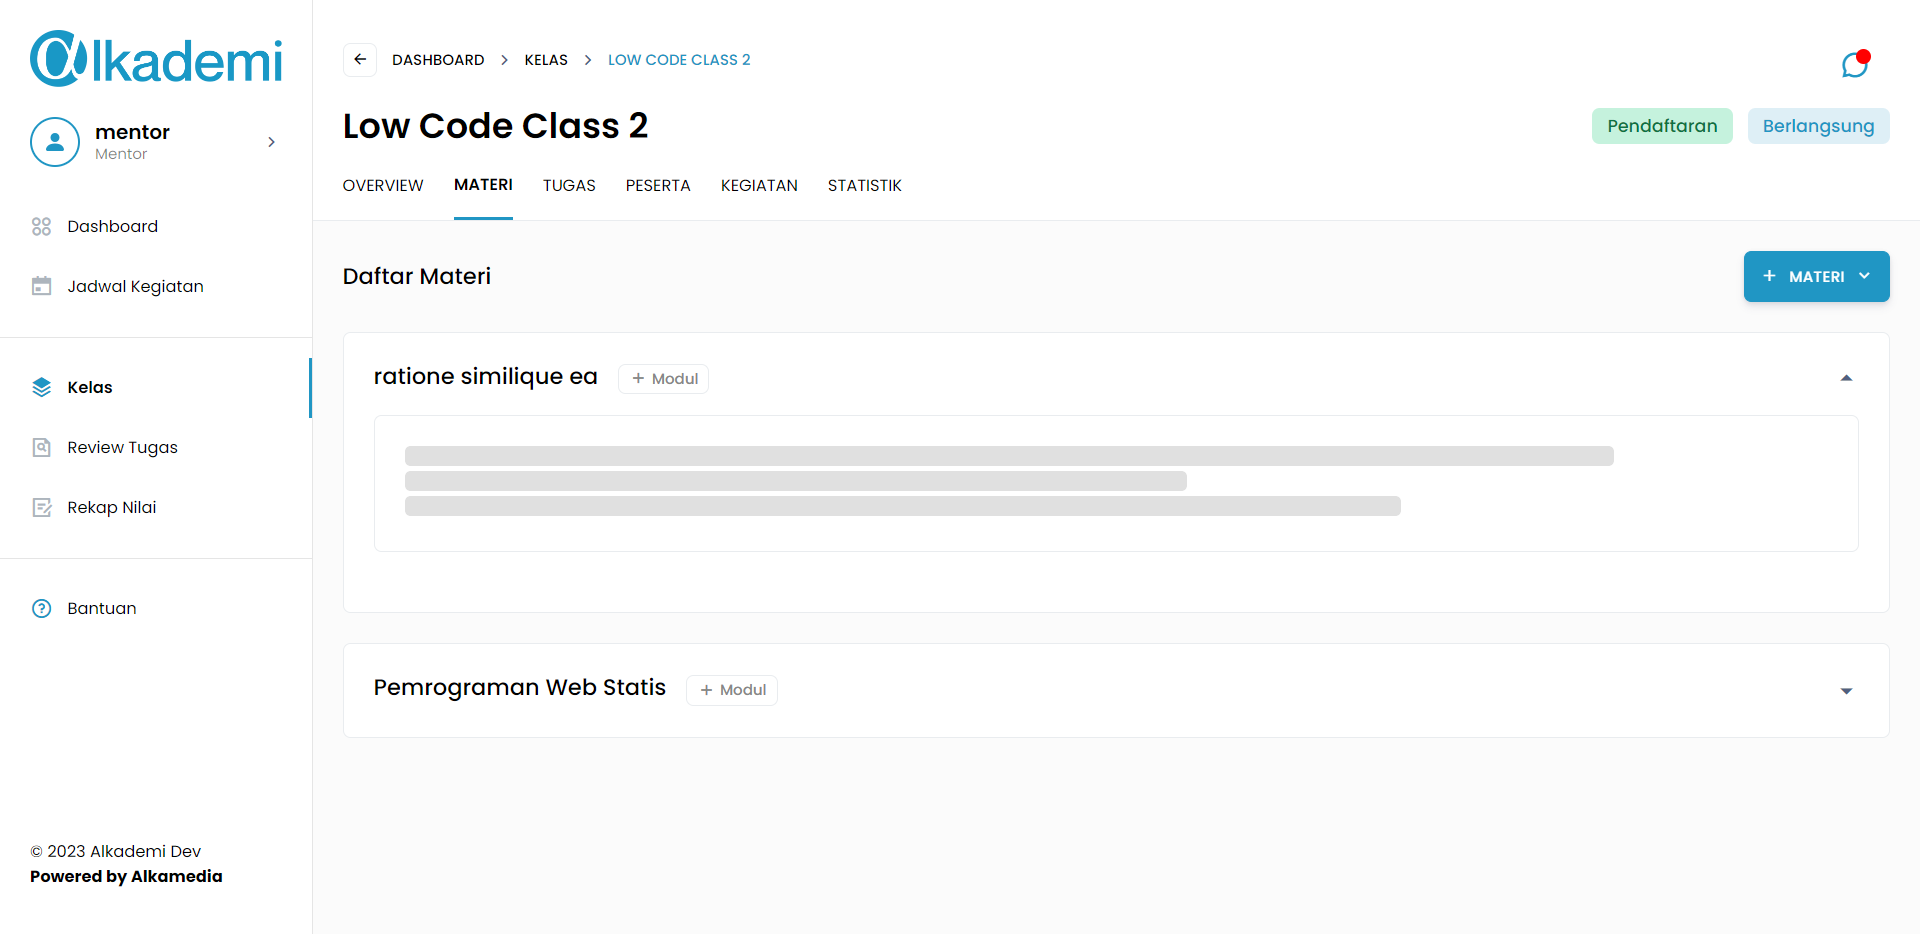 @lkademi
mentor
Mentor
Dashboard
Jadwal Kegiatan
Kelas
Review Tugas
Rekap Nilai
Bantuan
© 2023 Alkademi Dev
Powered by Alkamedia
DASHBOARD > KELAS > LOW CODE CLASS 2
Low Code Class 2
Pendaftaran Berlangsung
OVERVIEW MATERI TUGAS PESERTA KEGIATAN STATISTIK
Daftar Materi
+ MATERI
ratione similique ea + Modul
Pemrograman Web Statis + Modul